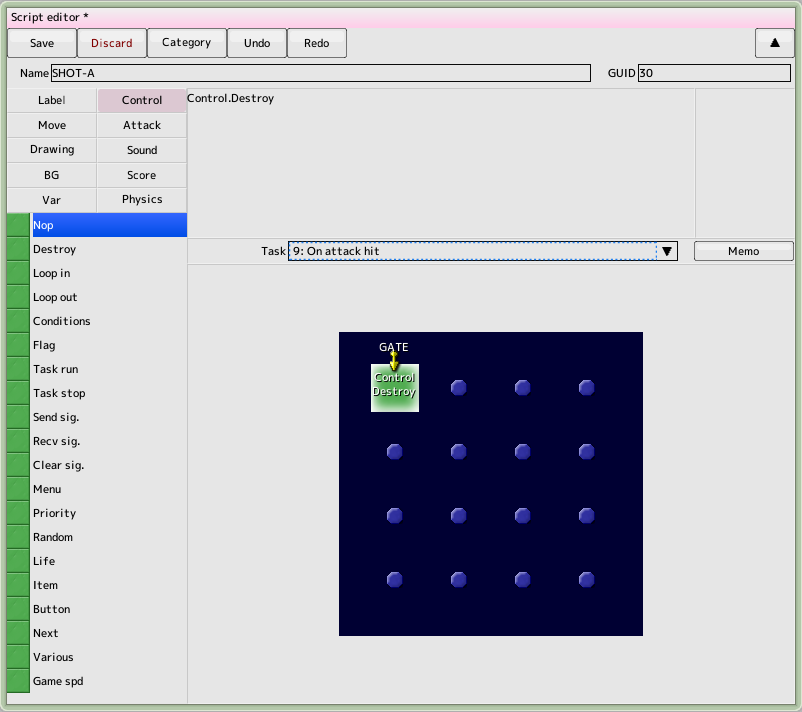 Script editor *
Save Discard Category Undo Redo ▲
Name SHOT-A GUID 30
Label Control
Move Attack
Drawing Sound
BG Score
Var Physics
Control.Destroy
Task 9: On attack hit ▼ Memo
Nop
Destroy
Loop in
Loop out
Conditions
Flag
Task run
Task stop
Send sig.
Recv sig.
Clear sig.
Menu
Priority
Random
Life
Item
Button
Next
Various
Game spd
GATE
Control
Destroy